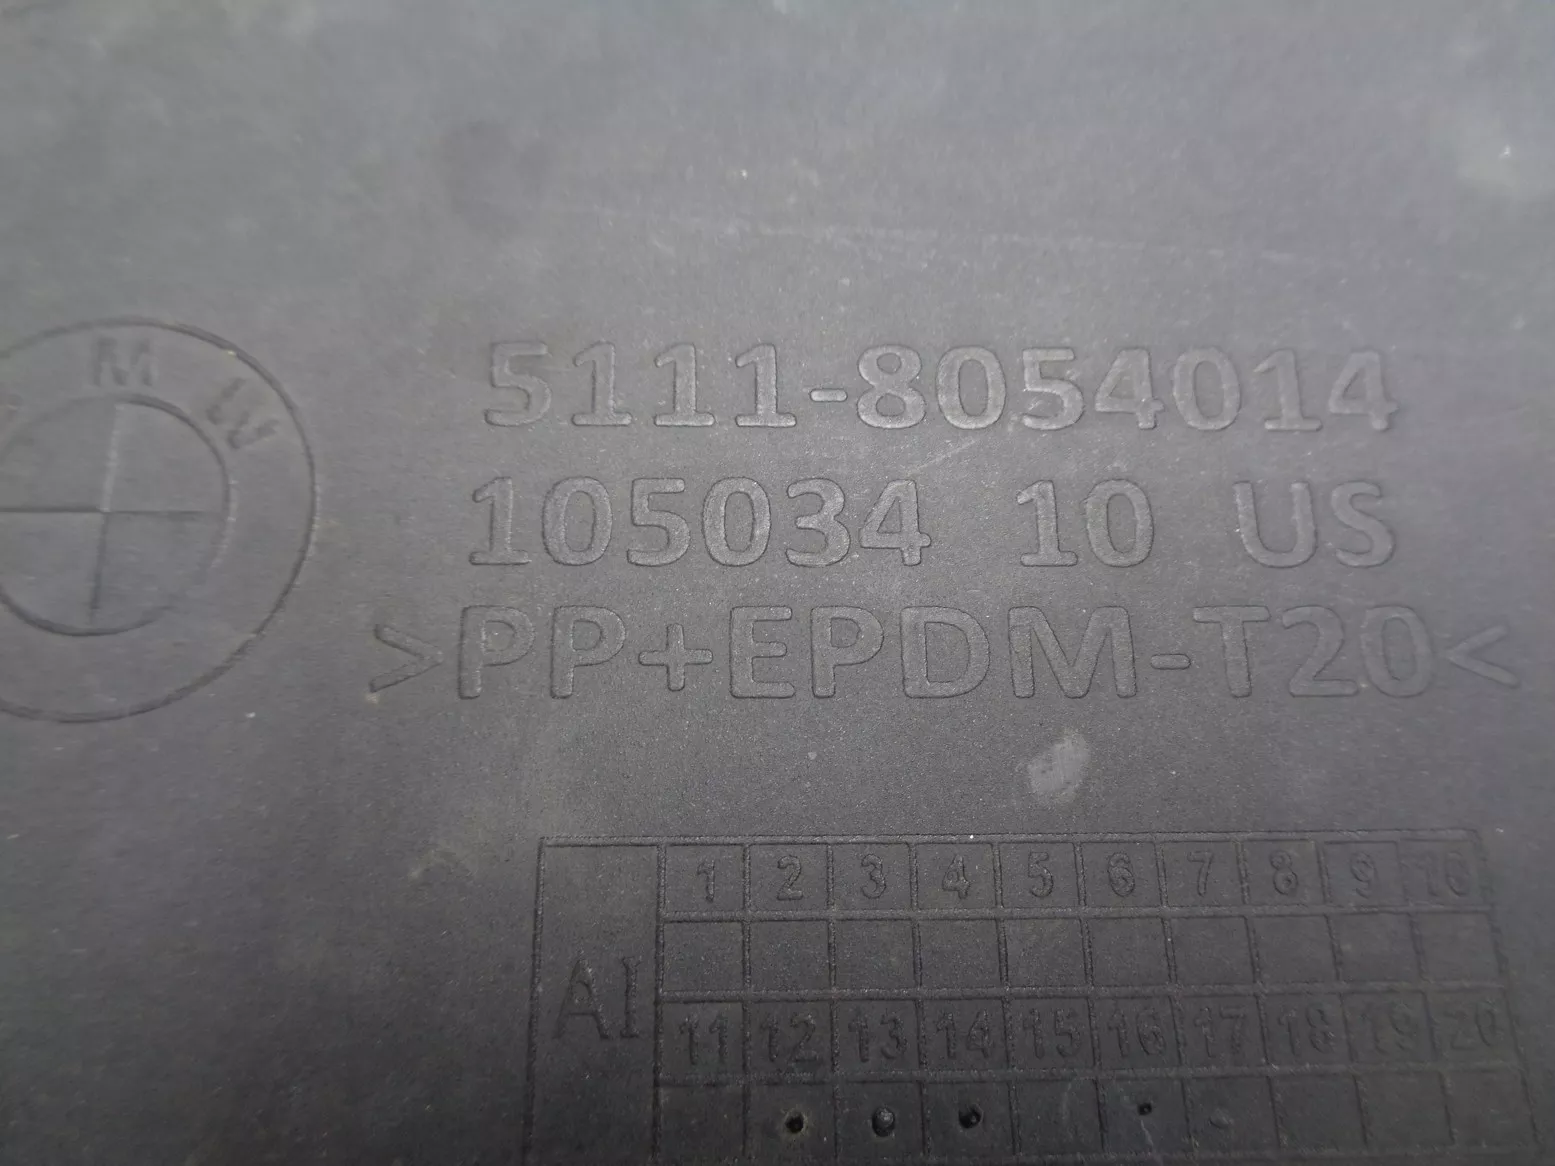 M W
5111-8054014
105034 10 US
>PP+EPDM-T20<
1 2 3 4 5 6 7 8 9 10
AI
11 12 13 14 15 16 17 18 19 20